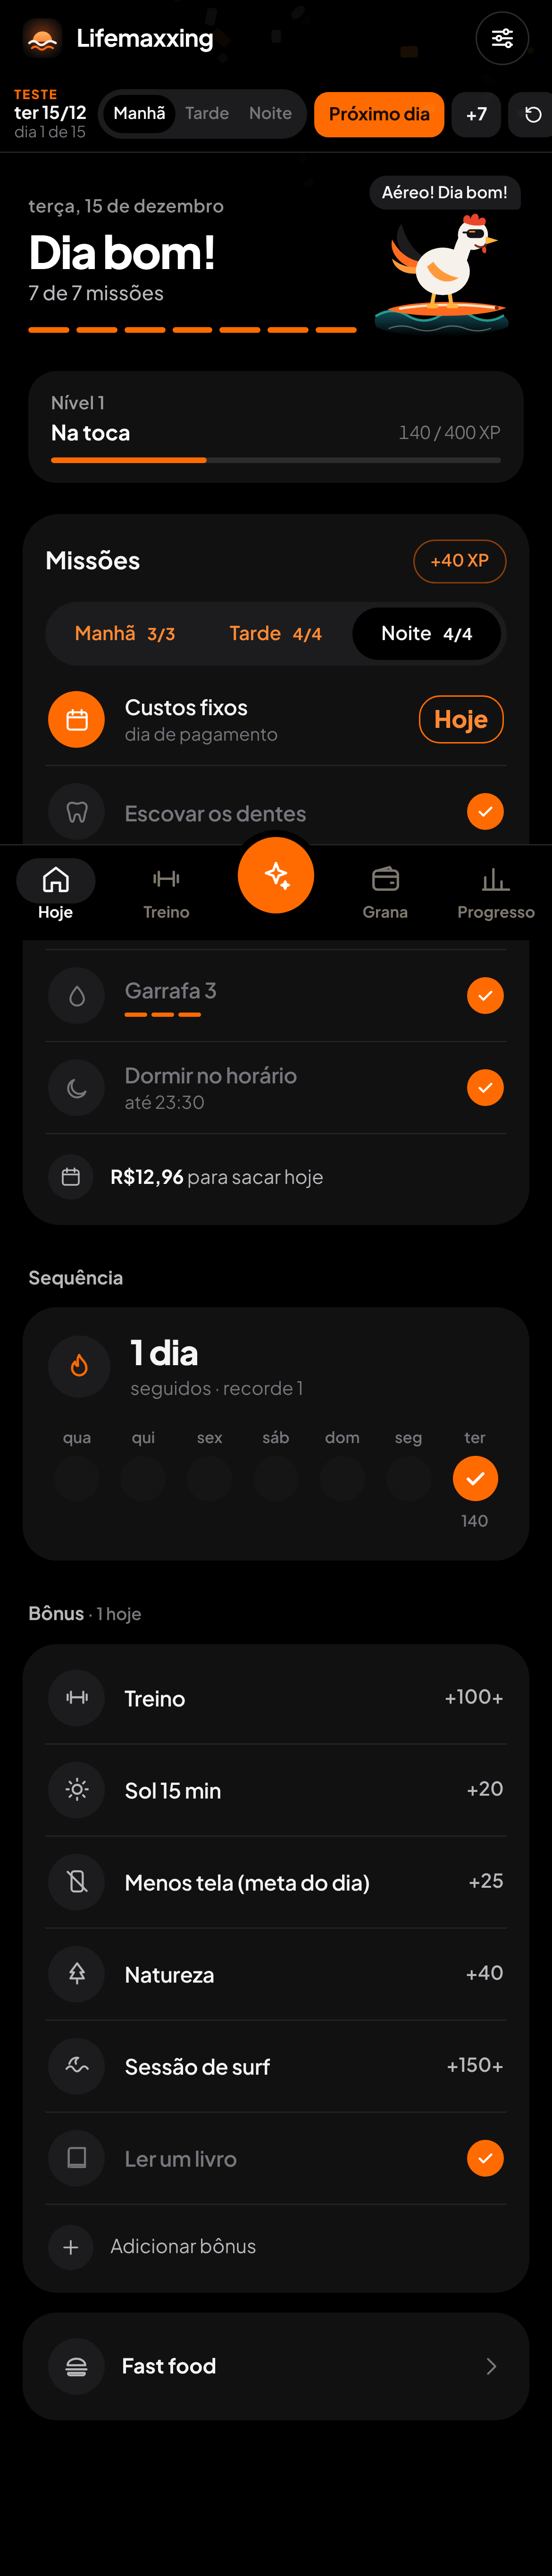 Lifemaxxing
TESTE
ter 15/12
dia 1 de 15
Manhã
Tarde
Noite
Próximo dia
+7
Aéreo! Dia bom!
terça, 15 de dezembro
Dia bom!
7 de 7 missões
Nível 1
Na toca
140 / 400 XP
Missões
+40 XP
Manhã 3/3
Tarde 4/4
Noite 4/4
Custos fixos
dia de pagamento
Hoje
Escovar os dentes
Hoje
Treino
Grana
Progresso
Garrafa 3
Dormir no horário
até 23:30
R$12,96 para sacar hoje
Sequência
1 dia
seguidos · recorde 1
qua
qui
sex
sáb
dom
seg
ter
140
Bônus · 1 hoje
Treino
+100+
Sol 15 min
+20
Menos tela (meta do dia)
+25
Natureza
+40
Sessão de surf
+150+
Ler um livro
Adicionar bônus
Fast food